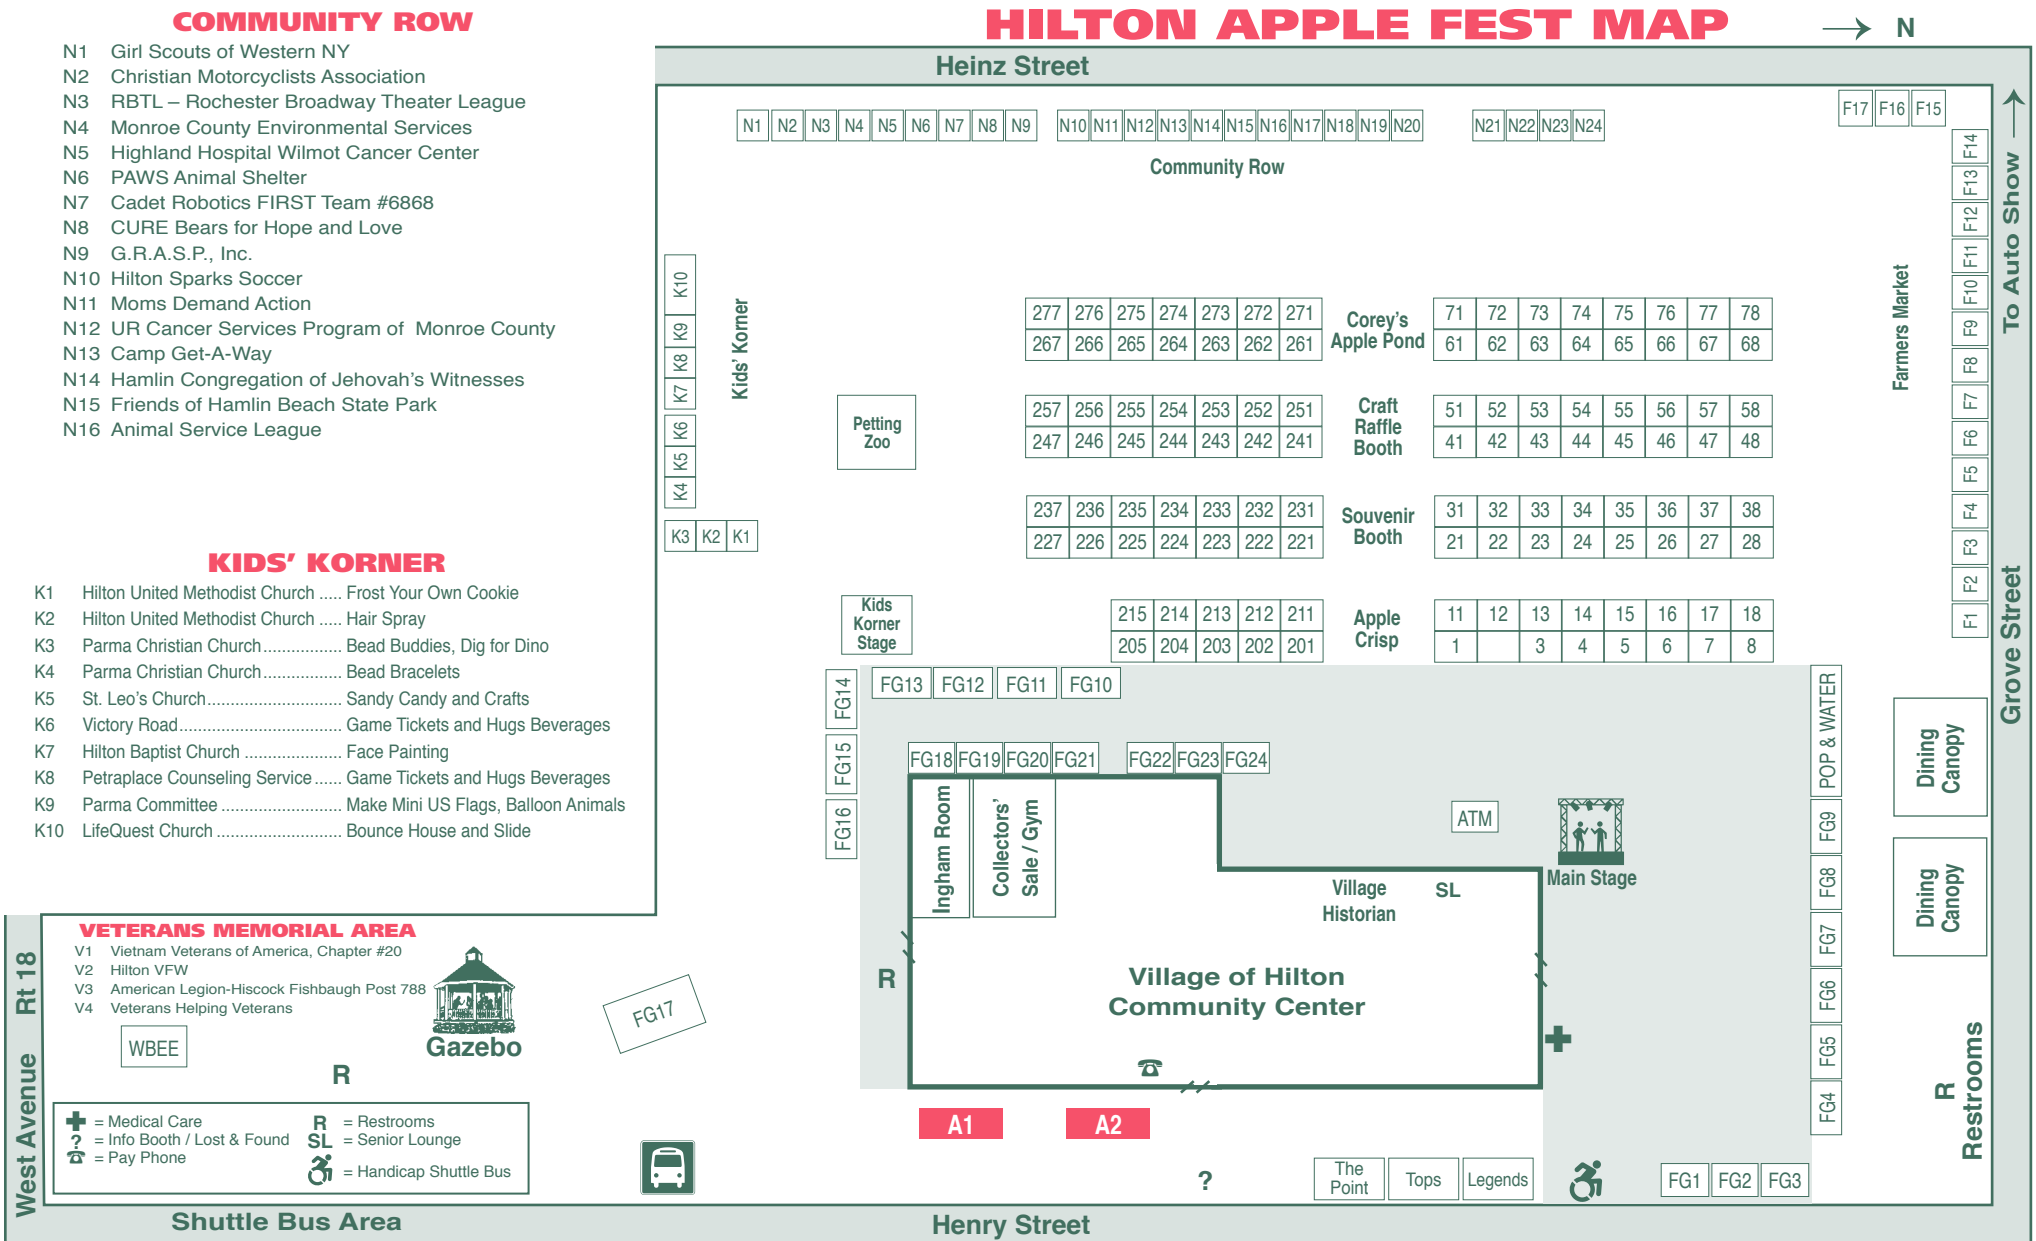 COMMUNITY ROW
N1 Girl Scouts of Western NY
N2 Christian Motorcyclists Association
N3 RBTL – Rochester Broadway Theater League
N4 Monroe County Environmental Services
N5 Highland Hospital Wilmot Cancer Center
N6 PAWS Animal Shelter
N7 Cadet Robotics FIRST Team #6868
N8 CURE Bears for Hope and Love
N9 G.R.A.S.P., Inc.
N10 Hilton Sparks Soccer
N11 Moms Demand Action
N12 UR Cancer Services Program of Monroe County
N13 Camp Get-A-Way
N14 Hamlin Congregation of Jehovah's Witnesses
N15 Friends of Hamlin Beach State Park
N16 Animal Service League
KIDS' KORNER
K1 Hilton United Methodist Church ..... Frost Your Own Cookie
K2 Hilton United Methodist Church ..... Hair Spray
K3 Parma Christian Church................. Bead Buddies, Dig for Dino
K4 Parma Christian Church................. Bead Bracelets
K5 St. Leo's Church............................. Sandy Candy and Crafts
K6 Victory Road................................... Game Tickets and Hugs Beverages
K7 Hilton Baptist Church ..................... Face Painting
K8 Petraplace Counseling Service...... Game Tickets and Hugs Beverages
K9 Parma Committee .......................... Make Mini US Flags, Balloon Animals
K10 LifeQuest Church ........................... Bounce House and Slide
VETERANS MEMORIAL AREA
V1 Vietnam Veterans of America, Chapter #20
V2 Hilton VFW
V3 American Legion-Hiscock Fishbaugh Post 788
V4 Veterans Helping Veterans
WBEE
Gazebo
R
= Medical Care
? = Info Booth / Lost & Found
= Pay Phone
R = Restrooms
SL = Senior Lounge
= Handicap Shuttle Bus
West Avenue Rt 18
Shuttle Bus Area
HILTON APPLE FEST MAP
N
Heinz Street
N1 N2 N3 N4 N5 N6 N7 N8 N9 N10 N11 N12 N13 N14 N15 N16 N17 N18 N19 N20 N21 N22 N23 N24
Community Row
F17 F16 F15
F14
F13
F12
F11
F10
F9
F8
F7
F6
F5
F4
F3
F2
F1
Farmers Market
To Auto Show
Grove Street
K10
K9
K8
K7
K6
K5
K4
K3 K2 K1
Kids' Korner
Petting
Zoo
277 276 275 274 273 272 271
267 266 265 264 263 262 261
Corey's
Apple Pond
71 72 73 74 75 76 77 78
61 62 63 64 65 66 67 68
257 256 255 254 253 252 251
247 246 245 244 243 242 241
Craft
Raffle
Booth
51 52 53 54 55 56 57 58
41 42 43 44 45 46 47 48
237 236 235 234 233 232 231
227 226 225 224 223 222 221
Souvenir
Booth
31 32 33 34 35 36 37 38
21 22 23 24 25 26 27 28
Kids
Korner
Stage
215 214 213 212 211
205 204 203 202 201
Apple
Crisp
11 12 13 14 15 16 17 18
1 3 4 5 6 7 8
FG14
FG15
FG16
FG13 FG12 FG11 FG10
FG18 FG19 FG20 FG21 FG22 FG23 FG24
Ingham Room
Collectors'
Sale / Gym
ATM
Main Stage
Village
Historian
SL
Village of Hilton
Community Center
R
FG17
POP & WATER
FG9
FG8
FG7
FG6
FG5
FG4
Dining
Canopy
Dining
Canopy
R
Restrooms
A1
A2
?
The
Point
Tops
Legends
FG1 FG2 FG3
Henry Street